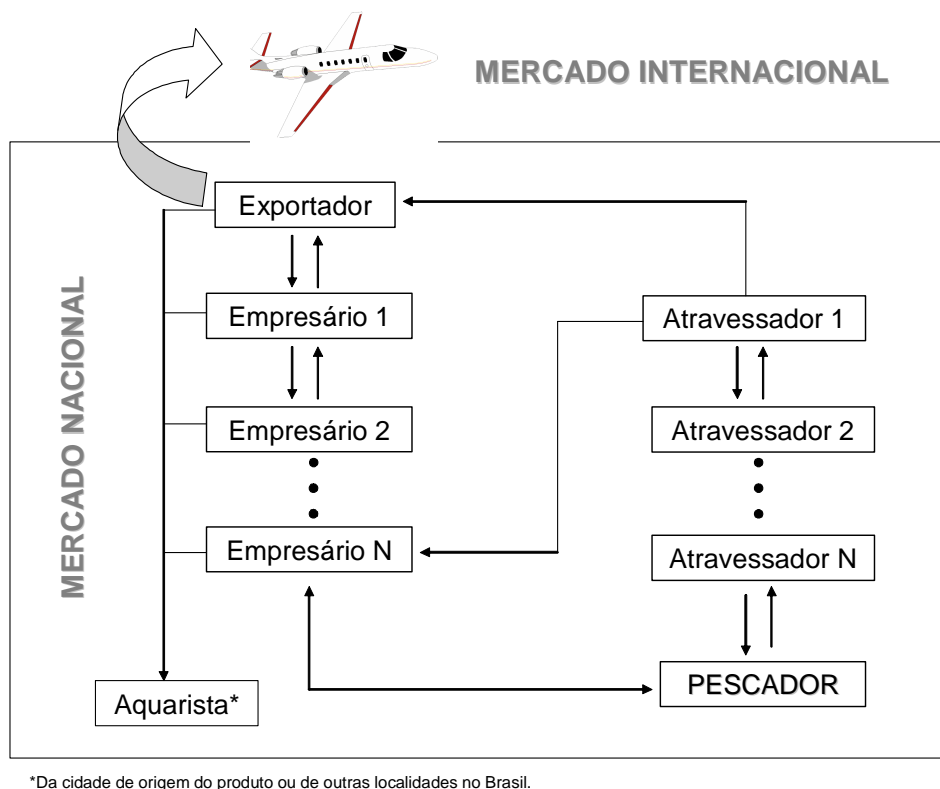 MERCADO INTERNACIONAL
MERCADO NACIONAL
Exportador
Empresário 1
Atravessador 1
Empresário 2
Atravessador 2
Empresário N
Atravessador N
PESCADOR
Aquarista*
*Da cidade de origem do produto ou de outras localidades no Brasil.